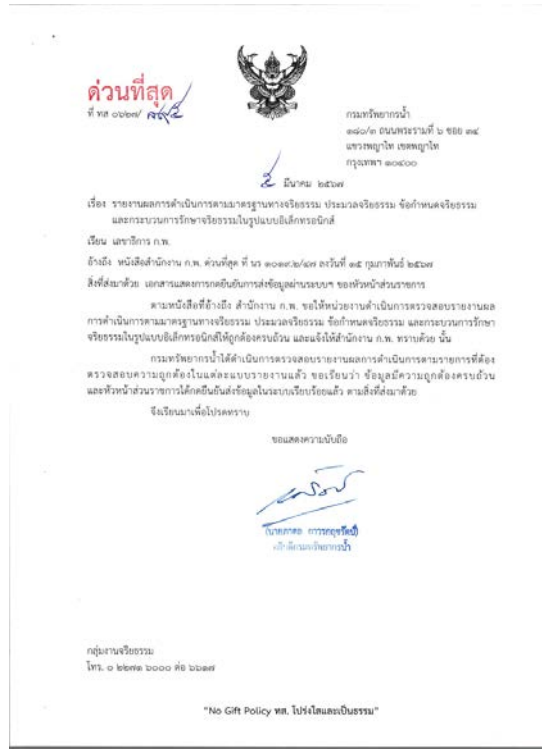 ด่วนที่สุด
ที่ ทส ๐๖๒๗/
กรมทรัพยากรน้ำ
๑๘๐/๓ ถนนพระรามที่ ๖ ซอย ๓๔
แขวงพญาไท เขตพญาไท
กรุงเทพฯ ๑๐๔๐๐
๕ มีนาคม ๒๕๖๗
เรื่อง รายงานผลการดำเนินการตามมาตรฐานทางจริยธรรม ประมวลจริยธรรม ข้อกำหนดจริยธรรม
และกระบวนการรักษาจริยธรรมในรูปแบบอิเล็กทรอนิกส์
เรียน เลขาธิการ ก.พ.
อ้างถึง หนังสือสำนักงาน ก.พ. ด่วนที่สุด ที่ นร ๑๐๑๙.๒/๔๗ ลงวันที่ ๑๕ กุมภาพันธ์ ๒๕๖๗
สิ่งที่ส่งมาด้วย เอกสารแสดงการกดยืนยันการส่งข้อมูลผ่านระบบฯ ของหัวหน้าส่วนราชการ
ตามหนังสือที่อ้างถึง สำนักงาน ก.พ. ขอให้หน่วยงานดำเนินการตรวจสอบรายงานผล
การดำเนินการตามมาตรฐานทางจริยธรรม ประมวลจริยธรรม ข้อกำหนดจริยธรรม และกระบวนการรักษา
จริยธรรมในรูปแบบอิเล็กทรอนิกส์ให้ถูกต้องครบถ้วน และแจ้งให้สำนักงาน ก.พ. ทราบด้วย นั้น
กรมทรัพยากรน้ำได้ดำเนินการตรวจสอบรายงานผลการดำเนินการตามรายการที่ต้อง
ตรวจสอบความถูกต้องในแต่ละแบบรายงานแล้ว ขอเรียนว่า ข้อมูลมีความถูกต้องครบถ้วน
และหัวหน้าส่วนราชการได้กดยืนยันส่งข้อมูลในระบบเรียบร้อยแล้ว ตามสิ่งที่ส่งมาด้วย
จึงเรียนมาเพื่อโปรดทราบ
ขอแสดงความนับถือ
(นายภาดล ถาวรกฤชรัตน์)
อธิบดีกรมทรัพยากรน้ำ
กลุ่มงานจริยธรรม
โทร. ๐ ๒๒๗๑ ๖๐๐๐ ต่อ ๖๖๑๗
"No Gift Policy ทส. โปร่งใสและเป็นธรรม"